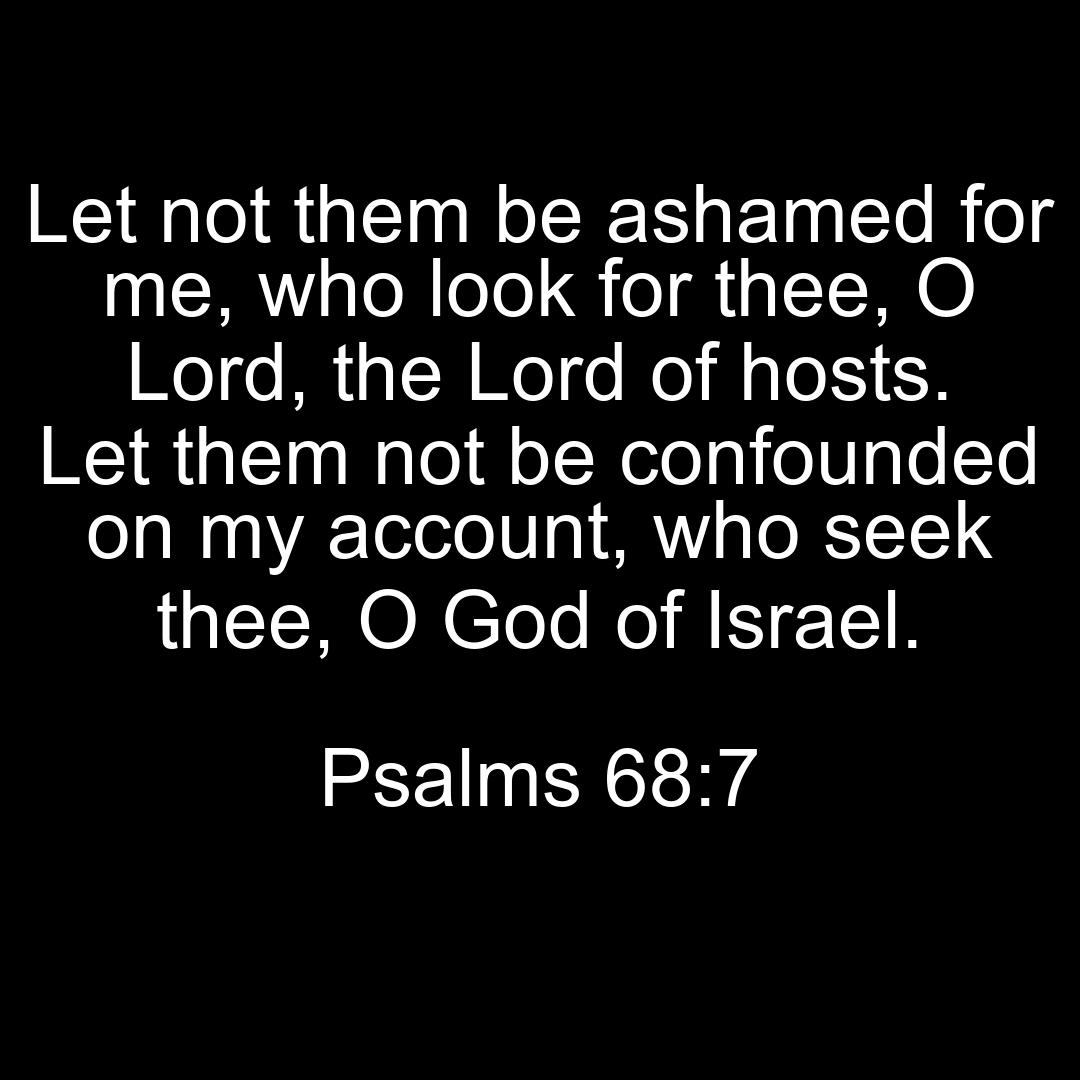 Let not them be ashamed for
me, who look for thee, O
Lord, the Lord of hosts.
Let them not be confounded
on my account, who seek
thee, O God of Israel.
Psalms 68:7